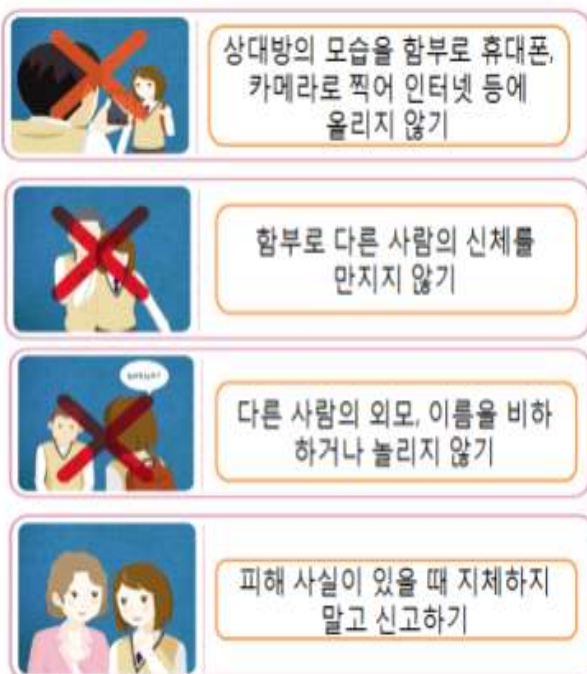 상대방의 모습을 함부로 휴대폰,
카메라로 찍어 인터넷 등에
올리지 않기
함부로 다른 사람의 신체를
만지지 않기
다른 사람의 외모, 이름을 비하
하거나 놀리지 않기
피해 사실이 있을 때 지체하지
말고 신고하기